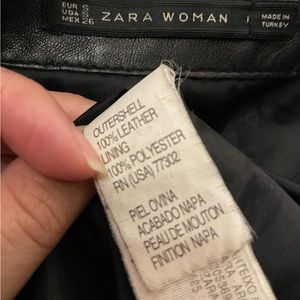 EUR S
USA S
MEX 26
ZARA WOMAN
MADE IN
TURKEY
OUTERSHELL
100% LEATHER
LINING
100% POLYESTER
RN (USA) 77302
PIEL OVINA
ACABADO NAPA
PEAU DE MOUTON
FINITION NAPA